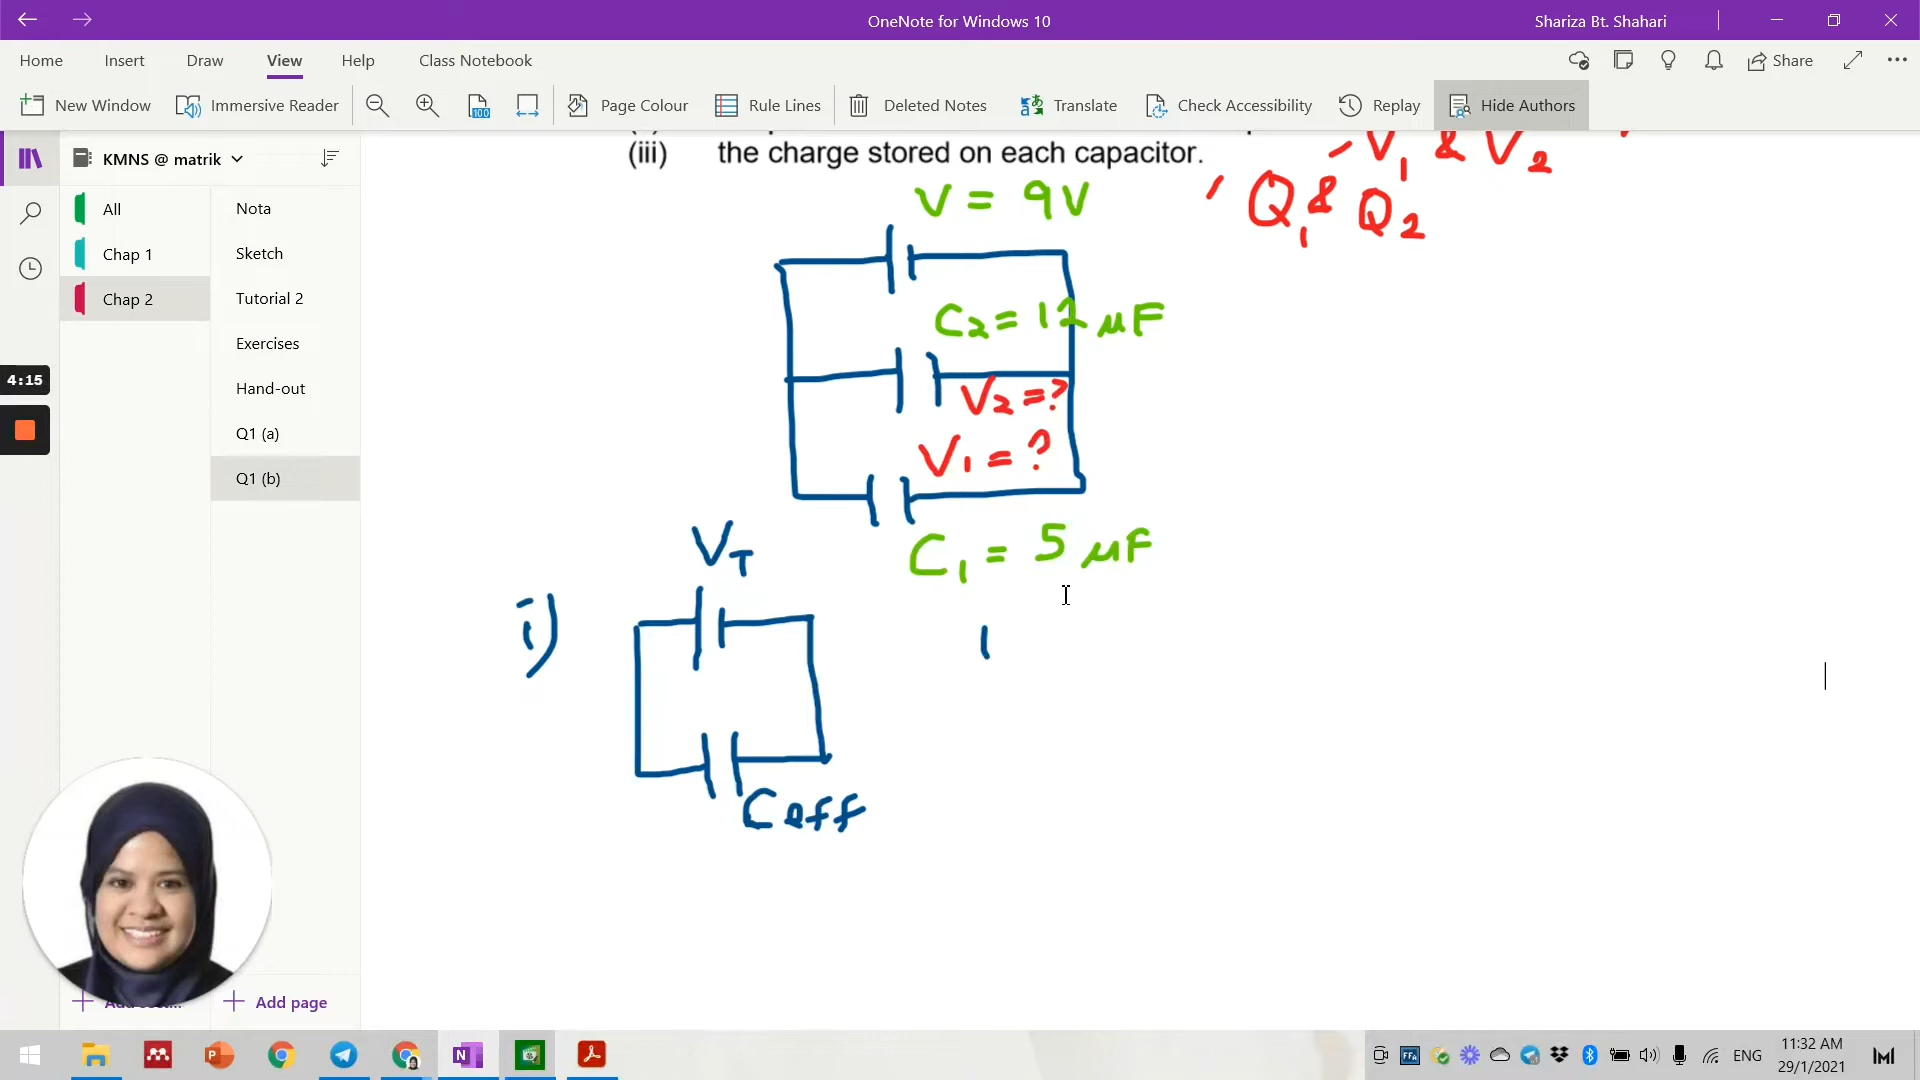 OneNote for Windows 10
Shariza Bt. Shahari
Home Insert Draw View Help Class Notebook
Share
New Window Immersive Reader 100 Page Colour Rule Lines Deleted Notes Translate Check Accessibility Replay Hide Authors
KMNS @ matrik
All
Chap 1
Chap 2
Nota
Sketch
Tutorial 2
Exercises
Hand-out
Q1 (a)
Q1 (b)
4:15
(iii) the charge stored on each capacitor.
V1 & V2
Q1 & Q2
V = 9V
C2 = 12 µF
V2 = ?
V1 = ?
C1 = 5 µF
VT
i)
Ceff
Add page
ENG
11:32 AM
29/1/2021